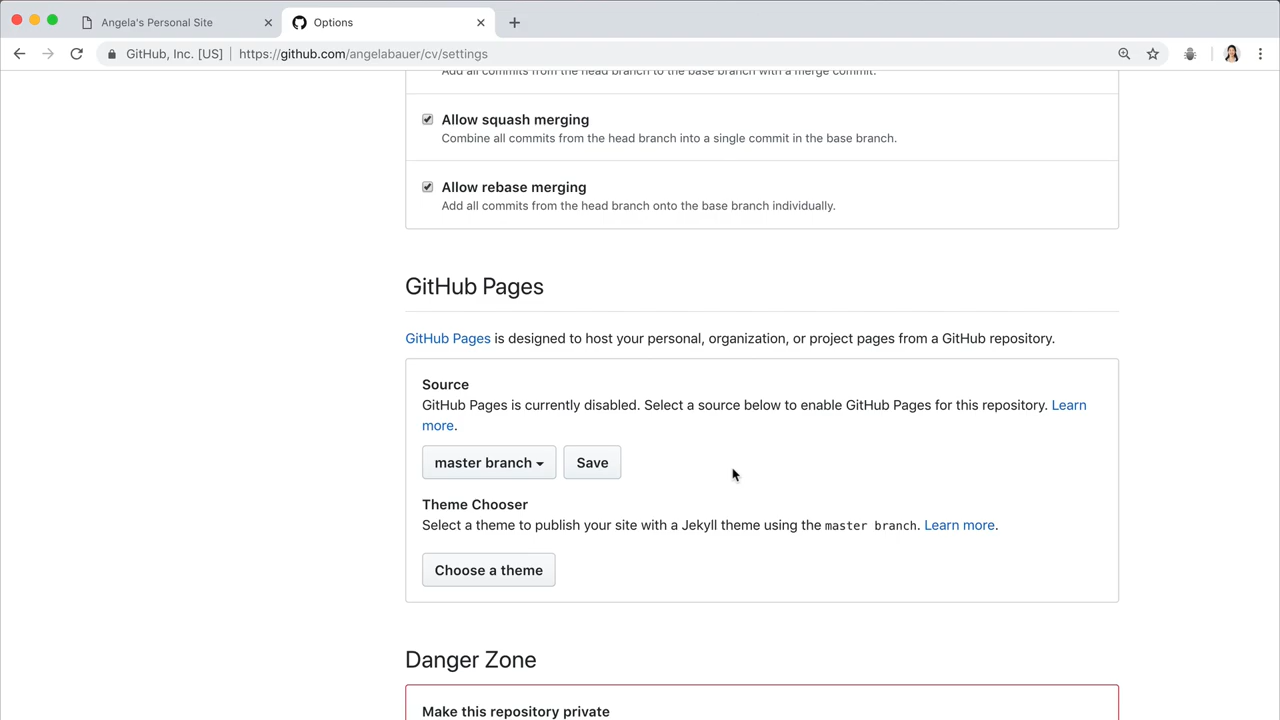 Angela's Personal Site
Options
GitHub, Inc. [US]
https://github.com/angelabauer/cv/settings
Add all commits from the head branch to the base branch with a merge commit.
Allow squash merging
Combine all commits from the head branch into a single commit in the base branch.
Allow rebase merging
Add all commits from the head branch onto the base branch individually.
GitHub Pages
GitHub Pages is designed to host your personal, organization, or project pages from a GitHub repository.
Source
GitHub Pages is currently disabled. Select a source below to enable GitHub Pages for this repository. Learn
more.
master branch Save
Theme Chooser
Select a theme to publish your site with a Jekyll theme using the master branch. Learn more.
Choose a theme
Danger Zone
Make this repository private